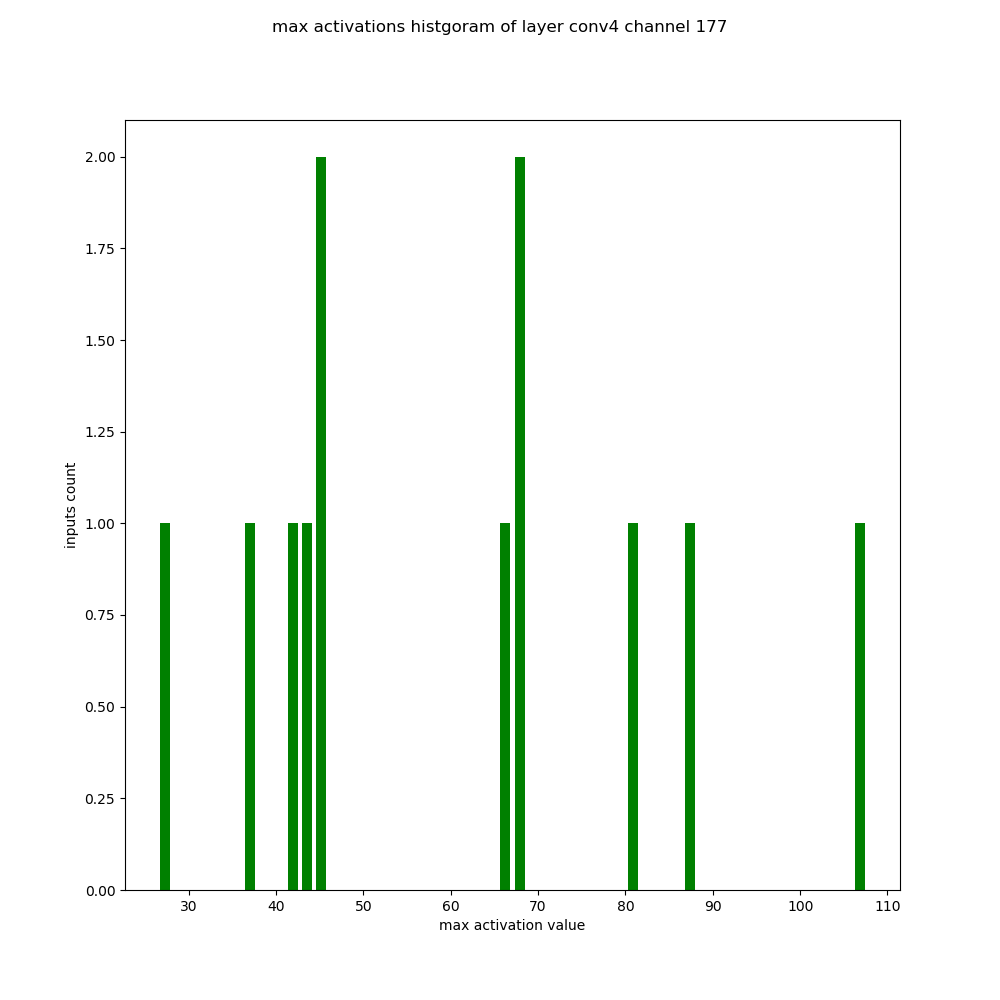 max activations histgoram of layer conv4 channel 177
2.00
1.75
1.50
1.25
1.00
0.75
0.50
0.25
0.00
inputs count
30 40 50 60 70 80 90 100 110
max activation value